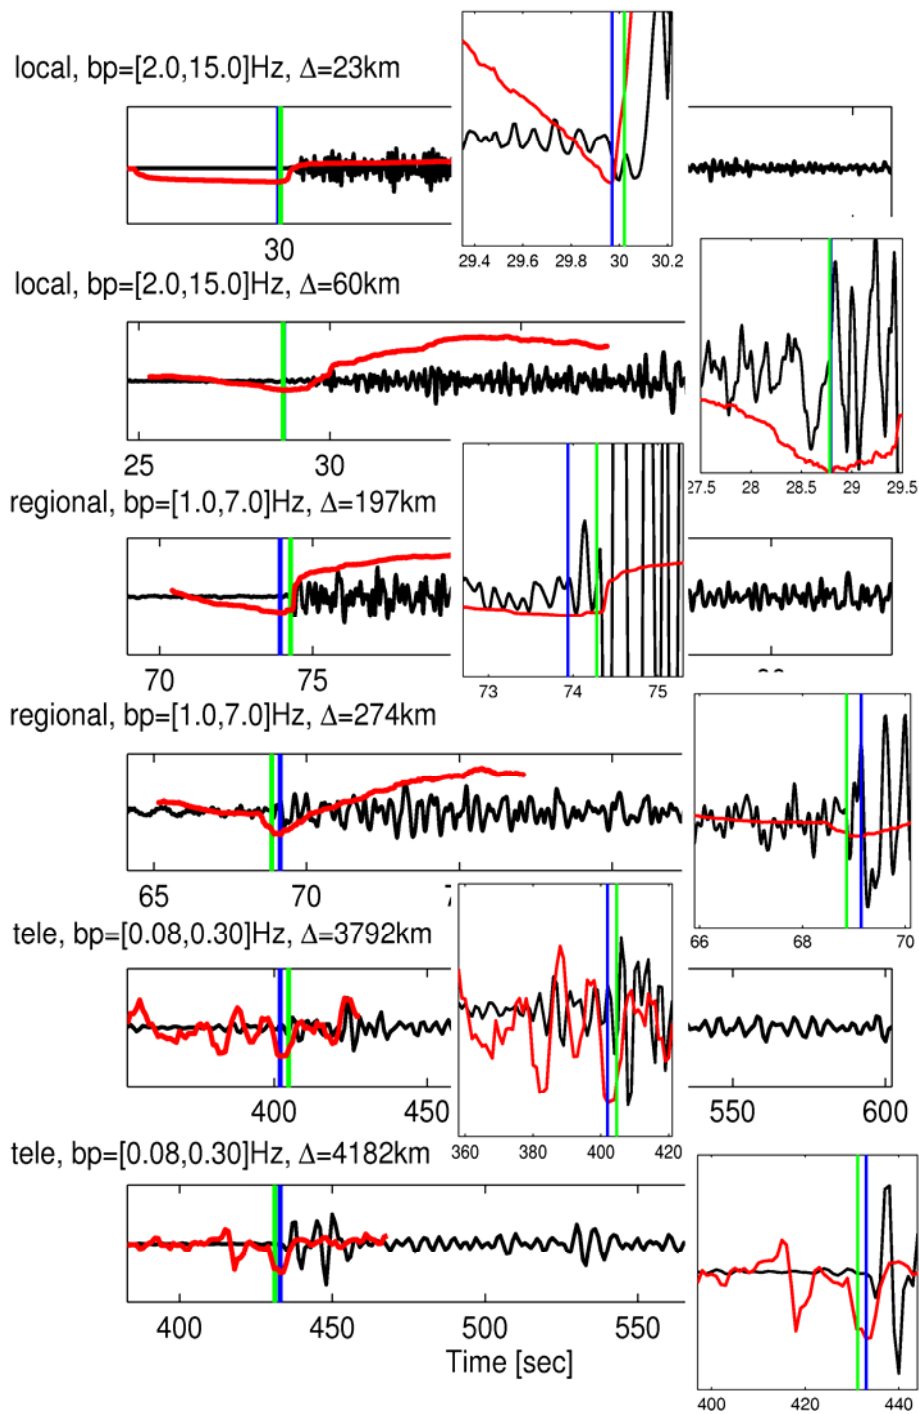 local, bp=[2.0,15.0]Hz, Δ=23km
30
29.4 29.6 29.8 30 30.2
local, bp=[2.0,15.0]Hz, Δ=60km
25 30
27.5 28 28.5 29 29.5
regional, bp=[1.0,7.0]Hz, Δ=197km
70 75
73 74 75
regional, bp=[1.0,7.0]Hz, Δ=274km
65 70
66 68 70
tele, bp=[0.08,0.30]Hz, Δ=3792km
400 450 550 600
360 380 400 420
tele, bp=[0.08,0.30]Hz, Δ=4182km
400 450 500 550
400 420 440
Time [sec]